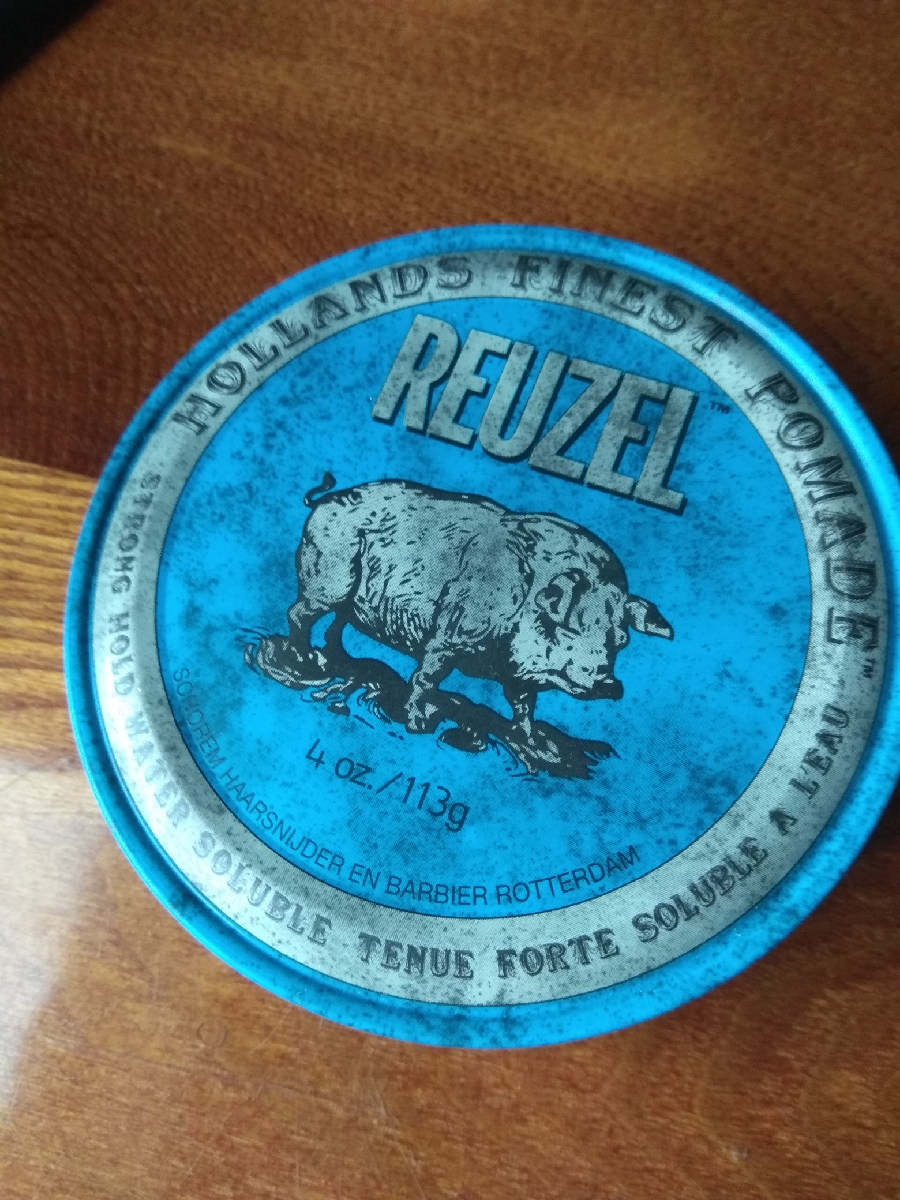 HOLLANDS FINEST POMADE™
REUZEL™
4 oz./113g
SCHOREM HAARSNIJDER EN BARBIER ROTTERDAM
STRONG HOLD WATER SOLUBLE TENUE FORTE SOLUBLE A L'EAU